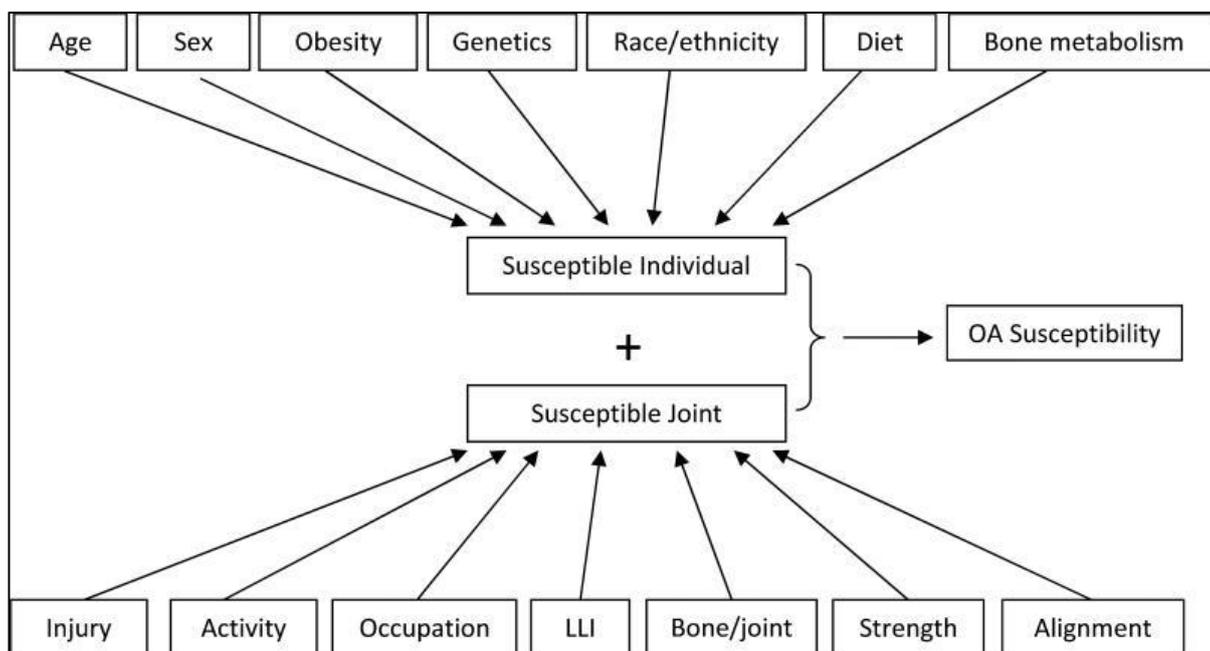 Age
Sex
Obesity
Genetics
Race/ethnicity
Diet
Bone metabolism
Susceptible Individual
+
OA Susceptibility
Susceptible Joint
Injury
Activity
Occupation
LLI
Bone/joint
Strength
Alignment